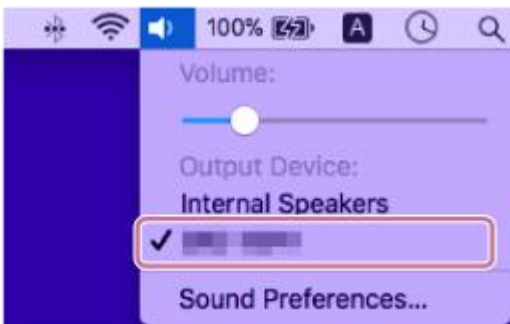 100% A
Volume:
Output Device:
Internal Speakers
Sound Preferences...